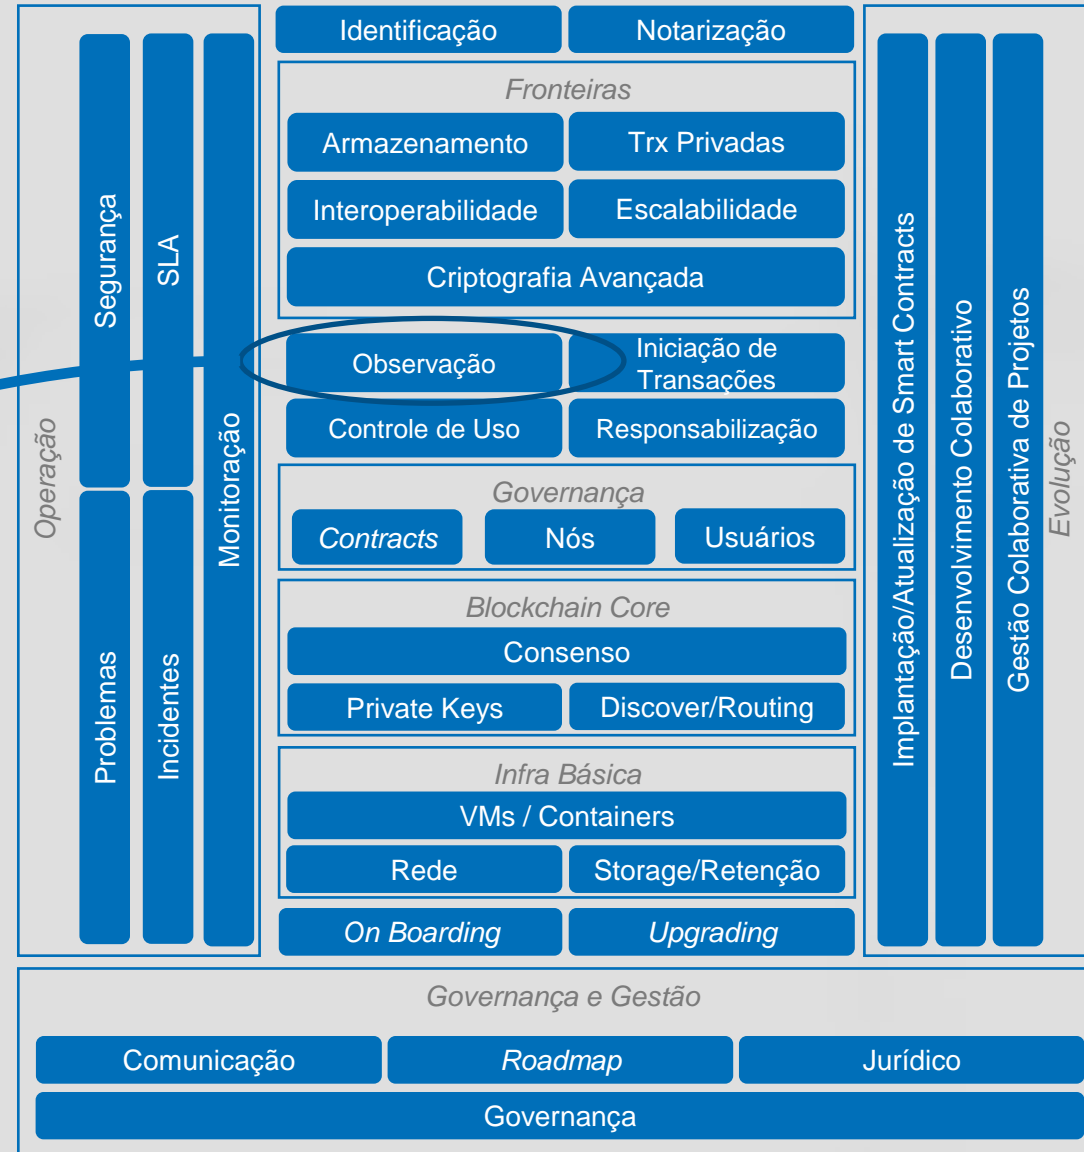 Identificação
Notarização
Fronteiras
Armazenamento
Trx Privadas
Interoperabilidade
Escalabilidade
Criptografia Avançada
Observação
Iniciação de
Transações
Controle de Uso
Responsabilização
Governança
Contracts
Nós
Usuários
Blockchain Core
Consenso
Private Keys
Discover/Routing
Infra Básica
VMs / Containers
Rede
Storage/Retenção
On Boarding
Upgrading
Operação
Segurança
SLA
Monitoração
Problemas
Incidentes
Implantação/Atualização de Smart Contracts
Desenvolvimento Colaborativo
Gestão Colaborativa de Projetos
Evolução
Governança e Gestão
Comunicação
Roadmap
Jurídico
Governança